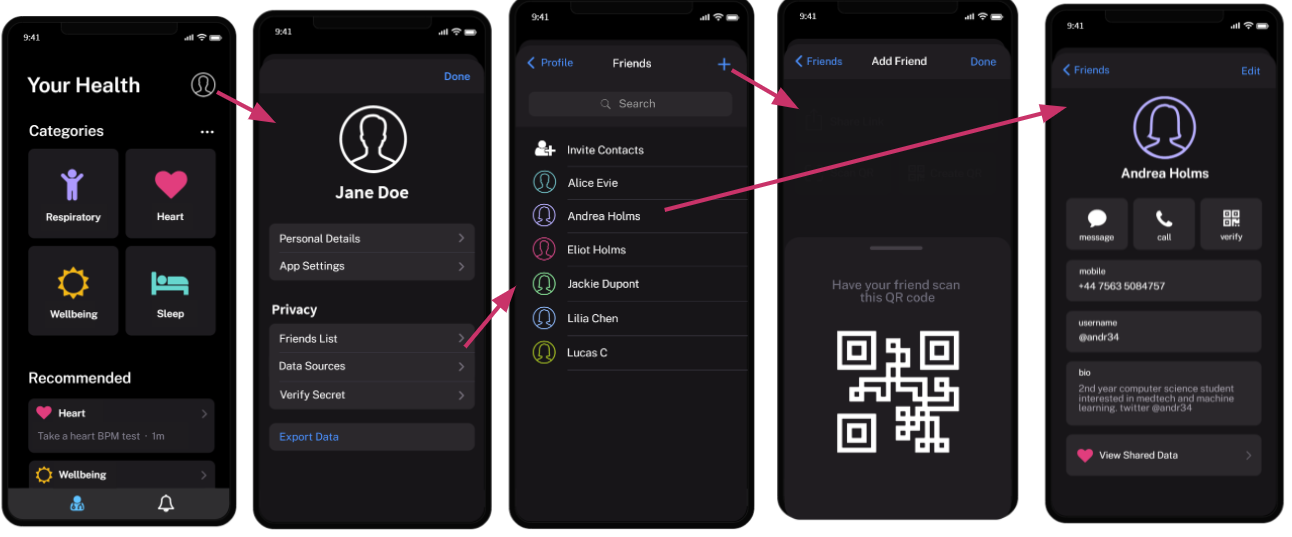 9:41
Your Health
Categories
Respiratory
Heart
Wellbeing
Sleep
Recommended
Heart
Take a heart BPM test · 1m
Wellbeing
9:41
Done
Jane Doe
Personal Details
App Settings
Privacy
Friends List
Data Sources
Verify Secret
Export Data
9:41
Profile
Friends
Search
Invite Contacts
Alice Evie
Andrea Holms
Eliot Holms
Jackie Dupont
Lilia Chen
Lucas C
9:41
Friends
Add Friend
Done
Have your friend scan
this QR code
9:41
Friends
Edit
Andrea Holms
message
call
verify
mobile
+44 7563 5084757
username
@andr34
bio
2nd year computer science student
interested in medtech and machine
learning. twitter @andr34
View Shared Data